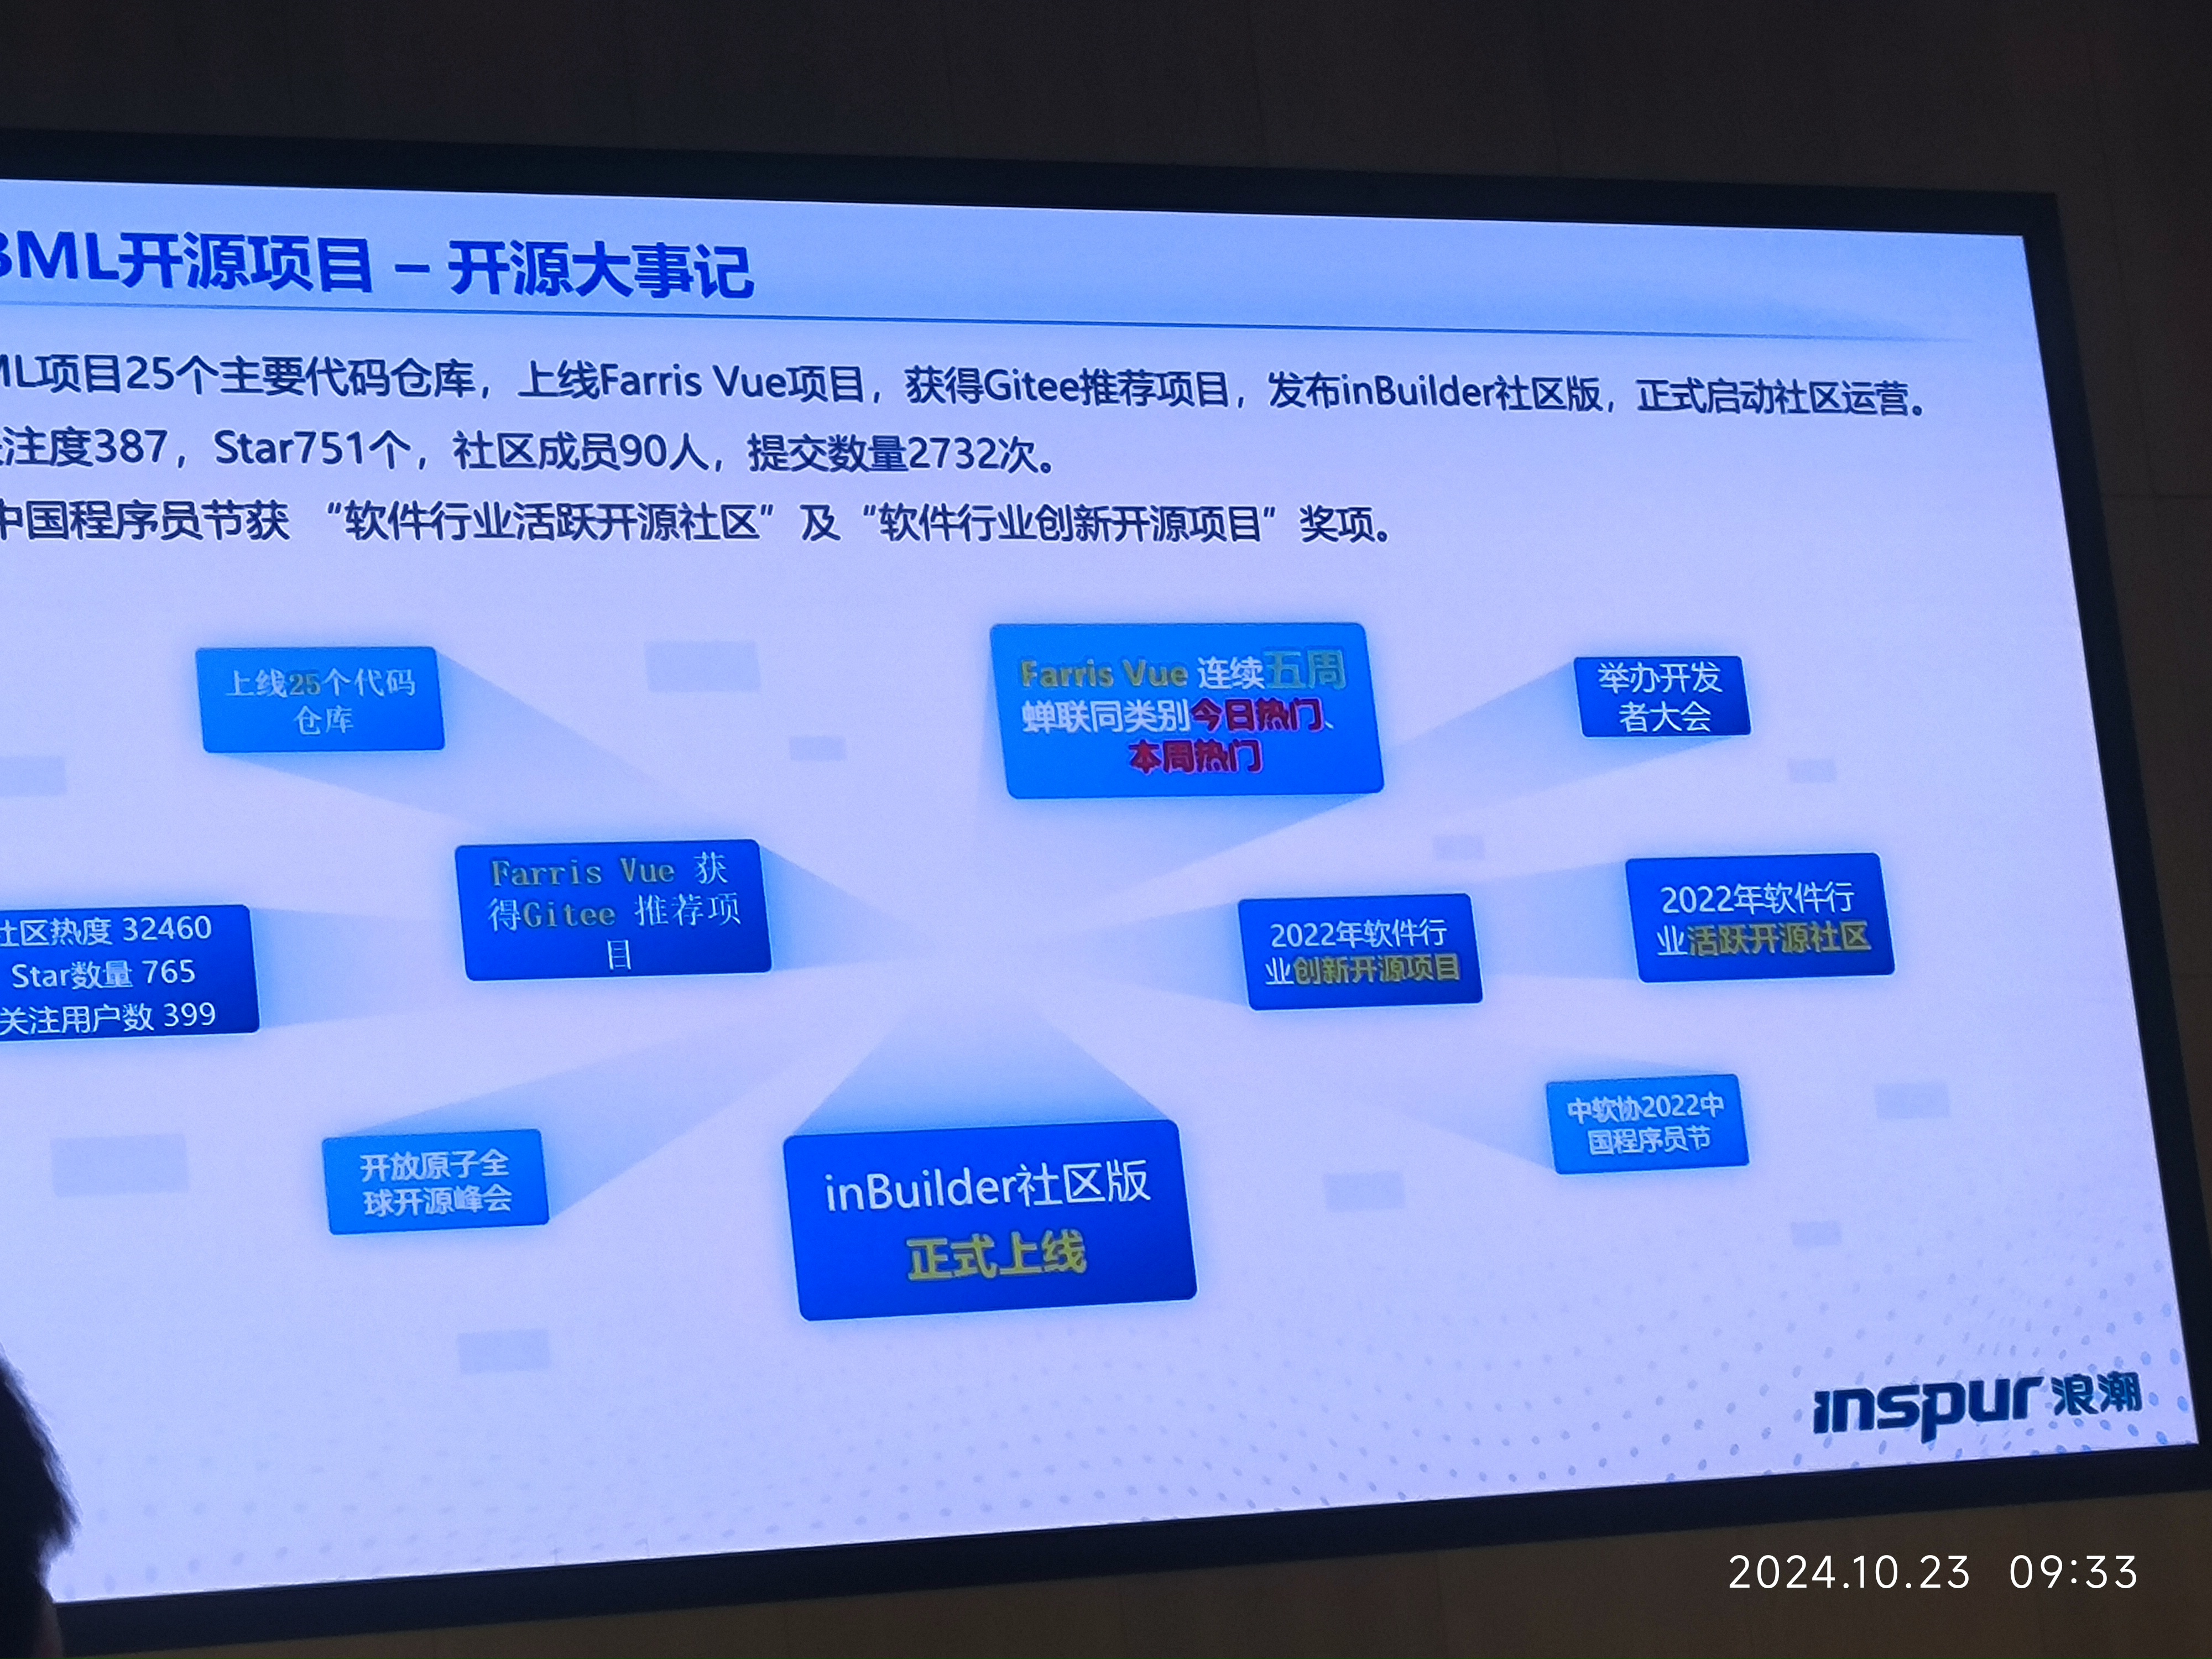 BML开源项目 – 开源大事记
ML项目25个主要代码仓库，上线Farris Vue项目，获得Gitee推荐项目，发布inBuilder社区版，正式启动社区运营。
注度387，Star751个，社区成员90人，提交数量2732次。
中国程序员节获 “软件行业活跃开源社区” 及 “软件行业创新开源项目” 奖项。
上线25个代码
仓库
Farris Vue 连续五周
蝉联同类别今日热门、
本周热门
举办开发
者大会
Farris Vue 获
得Gitee 推荐项
目
社区热度 32460
Star数量 765
关注用户数 399
2022年软件行
业创新开源项目
2022年软件行
业活跃开源社区
开放原子全
球开源峰会
inBuilder社区版
正式上线
中软协2022中
国程序员节
inspur 浪潮
2024.10.23 09:33